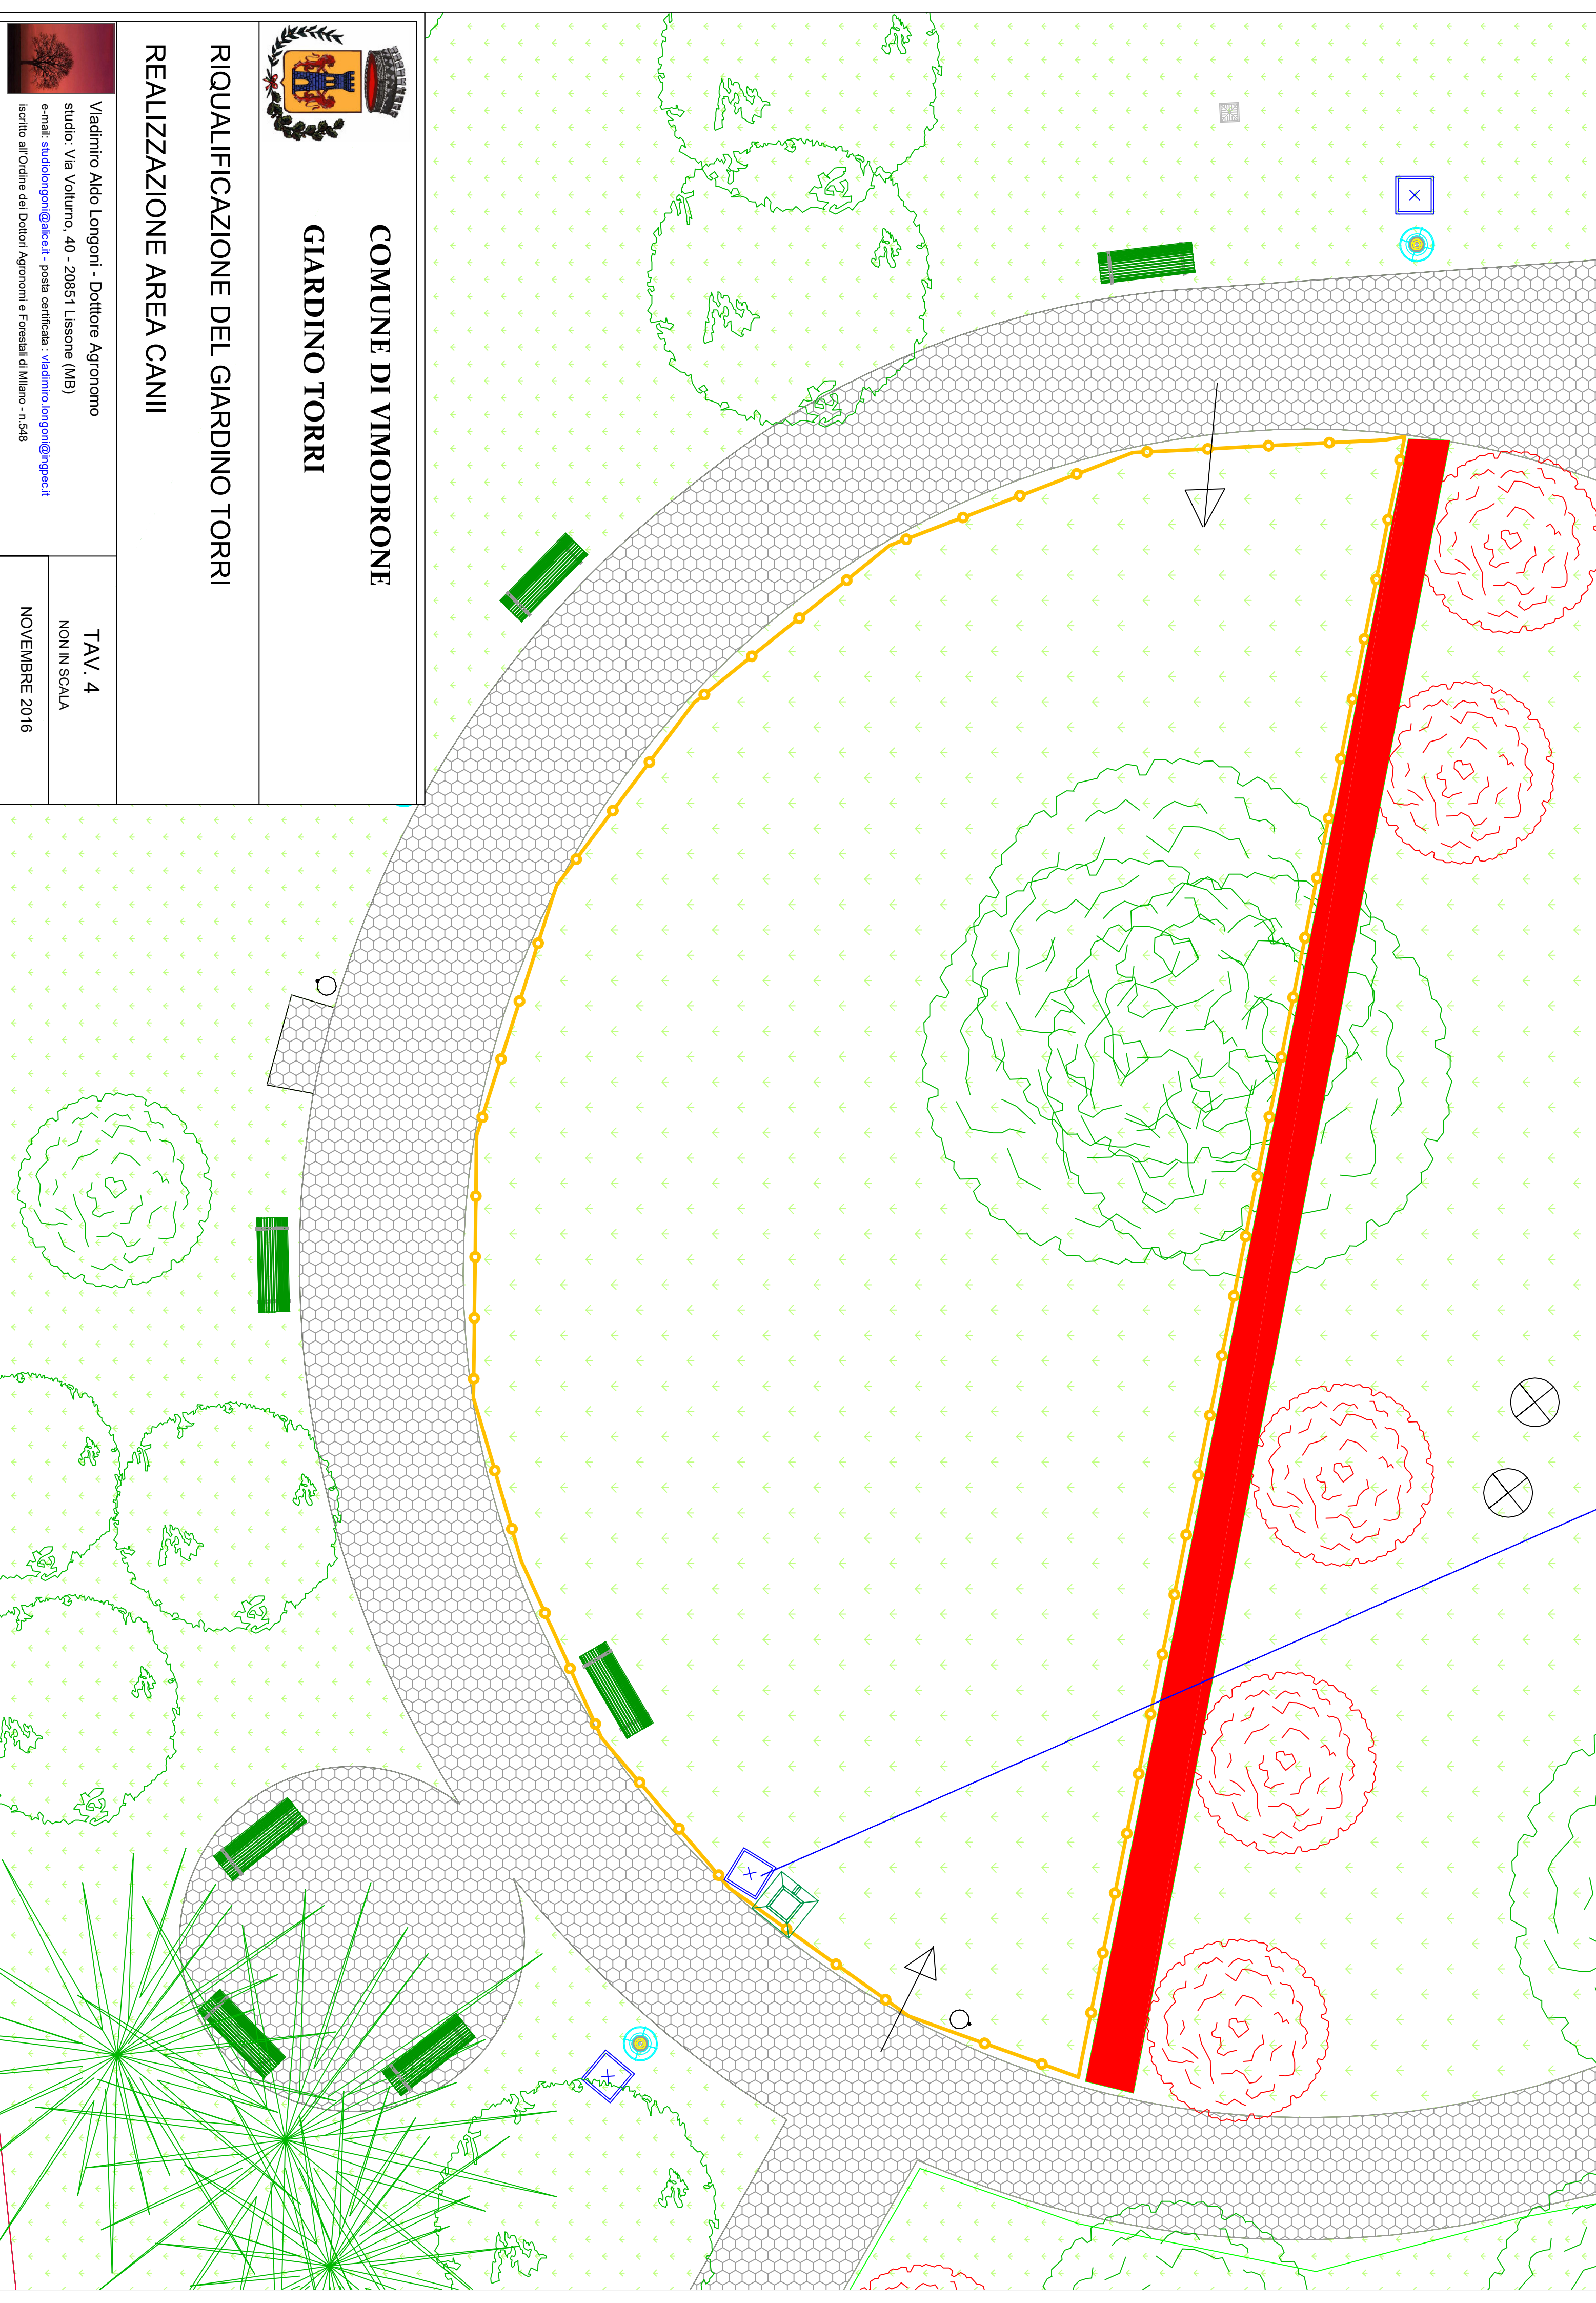 COMUNE DI VIMODRONE
GIARDINO TORRI
RIQUALIFICAZIONE DEL GIARDINO TORRI
REALIZZAZIONE AREA CANII
Vladimiro Aldo Longoni - Dotttore Agronomo
studio: Via Volturno, 40 - 20851 Lissone (MB)
e-mail: studiolongoni@alice.it - posta certificata : vladimiro.longoni@ingpec.it
iscritto all'Ordine dei Dottori Agronomi e Forestali di Milano - n.548
TAV. 4
NON IN SCALA
NOVEMBRE 2016